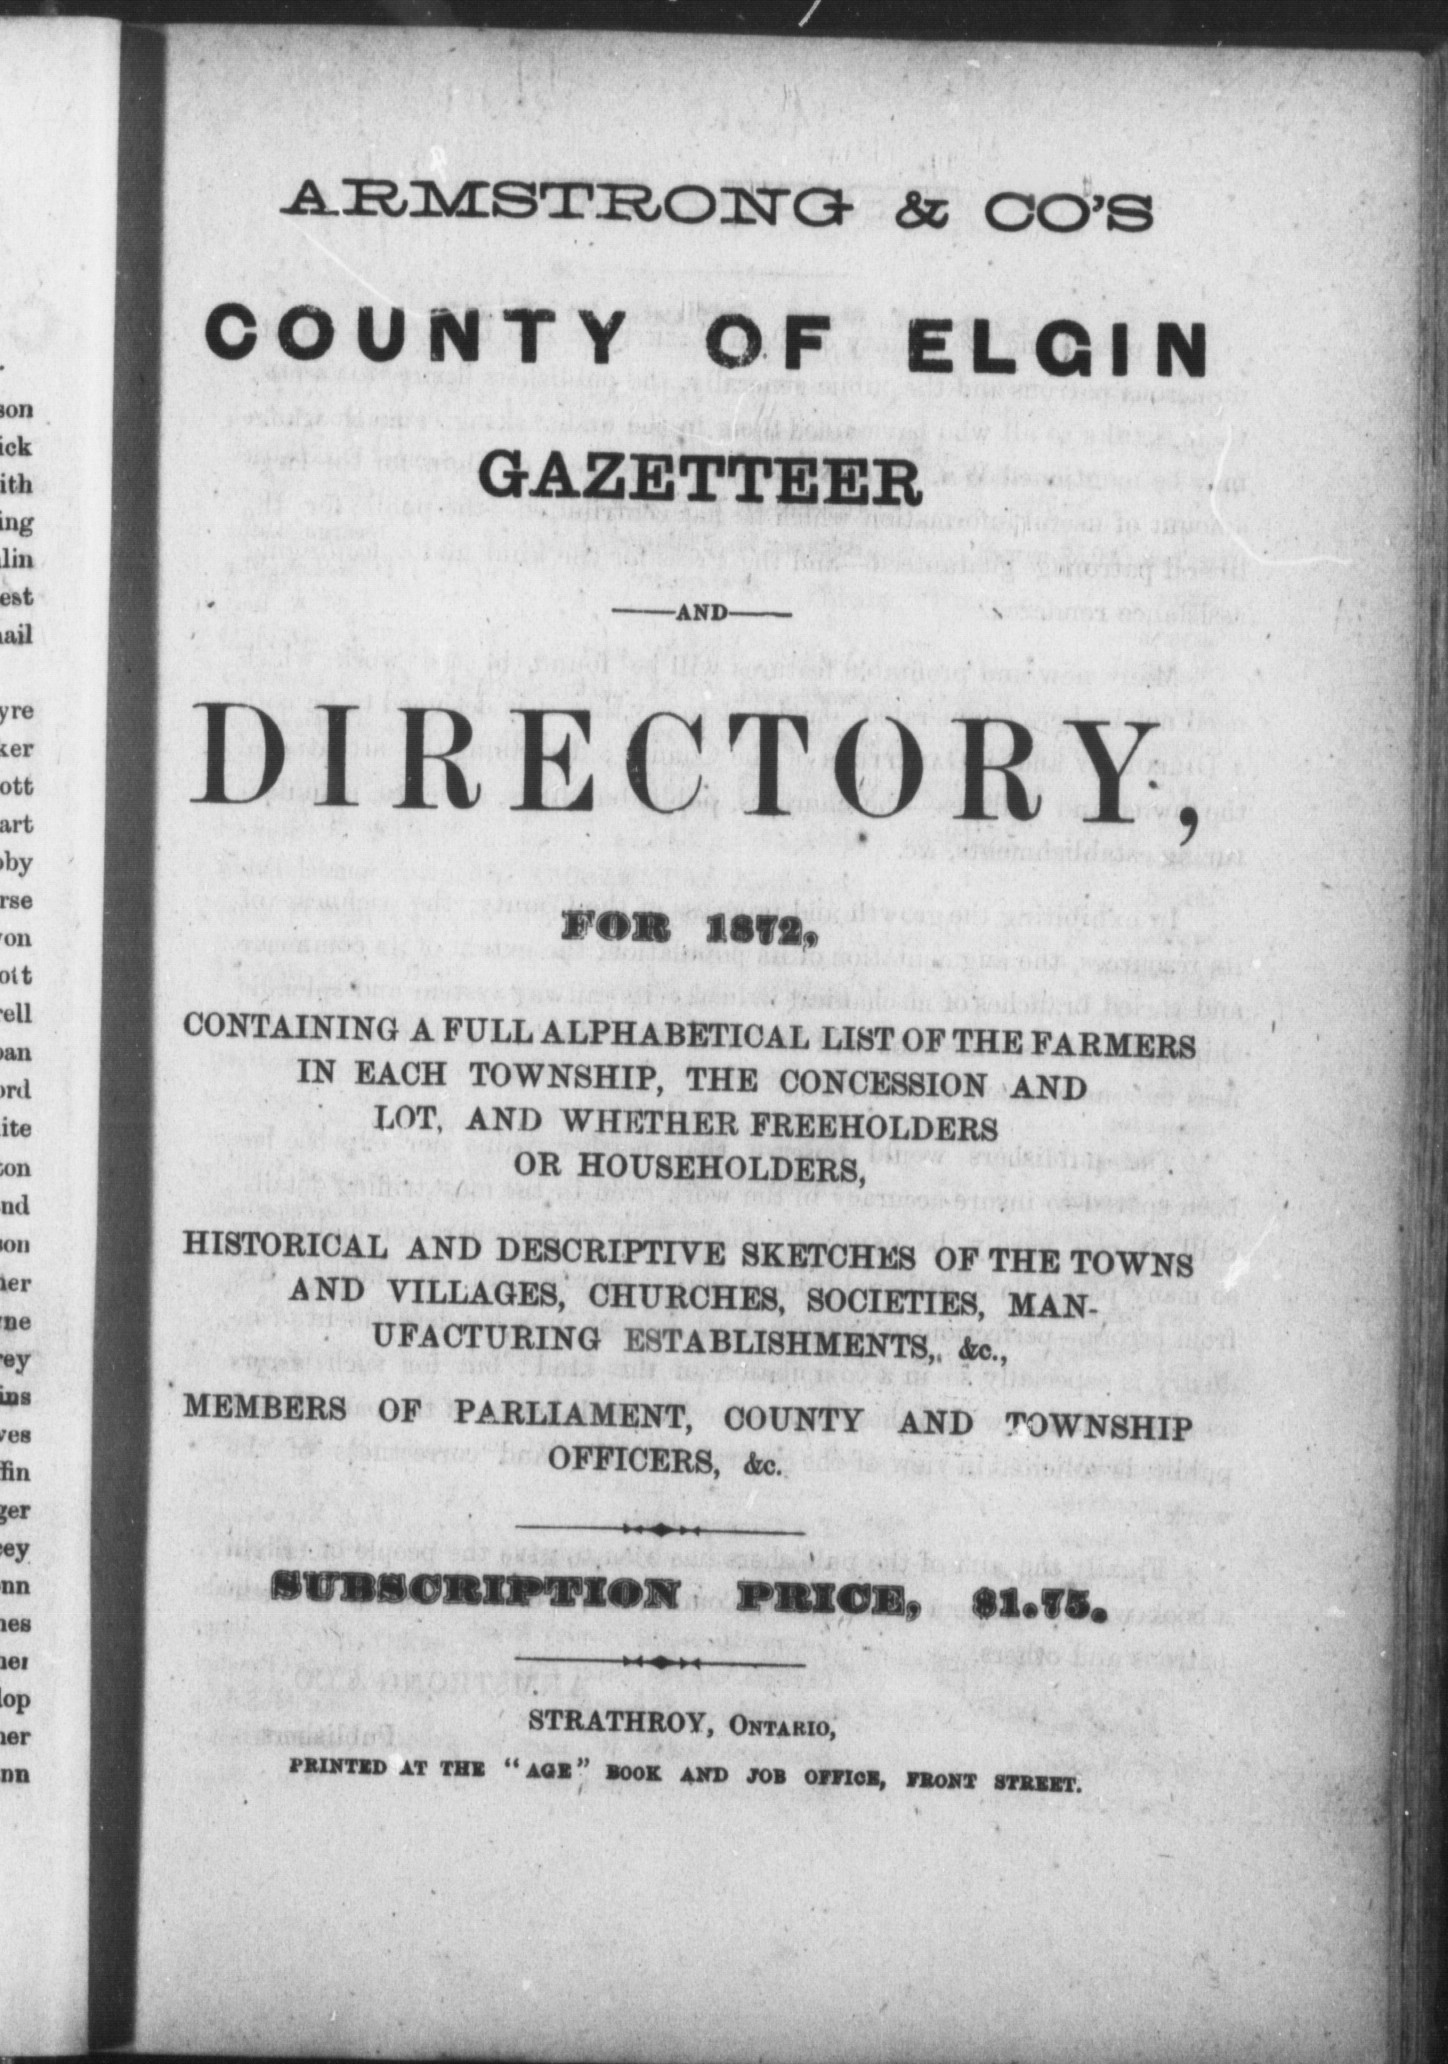 ARMSTRONG & CO'S
COUNTY OF ELGIN
GAZETTEER
AND
DIRECTORY,
FOR 1872,
CONTAINING A FULL ALPHABETICAL LIST OF THE FARMERS
IN EACH TOWNSHIP, THE CONCESSION AND
LOT, AND WHETHER FREEHOLDERS
OR HOUSEHOLDERS,
HISTORICAL AND DESCRIPTIVE SKETCHES OF THE TOWNS
AND VILLAGES, CHURCHES, SOCIETIES, MAN-
UFACTURING ESTABLISHMENTS, &c.,
MEMBERS OF PARLIAMENT, COUNTY AND TOWNSHIP
OFFICERS, &c.
SUBSCRIPTION PRICE, $1.75.
STRATHROY, ONTARIO,
PRINTED AT THE "AGE" BOOK AND JOB OFFICE, FRONT STREET.